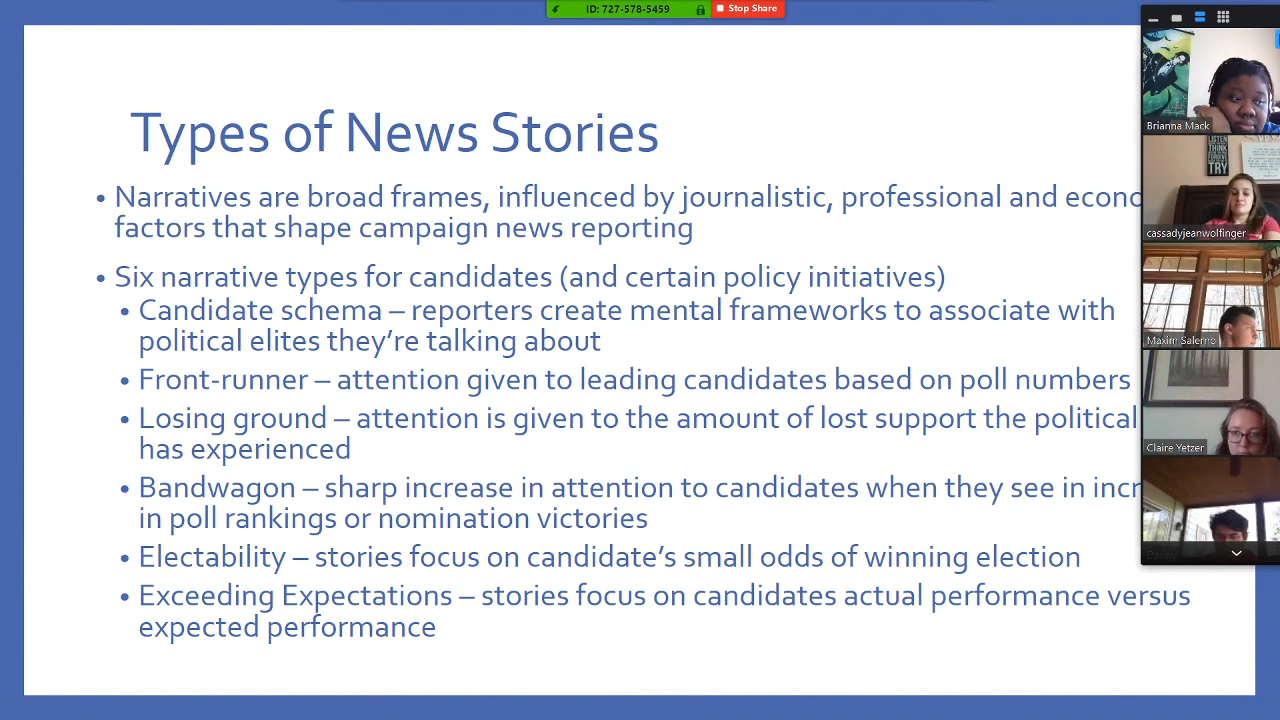 ID: 727-578-5459
Stop Share
Types of News Stories
• Narratives are broad frames, influenced by journalistic, professional and econo
factors that shape campaign news reporting
• Six narrative types for candidates (and certain policy initiatives)
• Candidate schema – reporters create mental frameworks to associate with
political elites they’re talking about
• Front-runner – attention given to leading candidates based on poll numbers
• Losing ground – attention is given to the amount of lost support the political
has experienced
• Bandwagon – sharp increase in attention to candidates when they see in incr
in poll rankings or nomination victories
• Electability – stories focus on candidate’s small odds of winning election
• Exceeding Expectations – stories focus on candidates actual performance versus
expected performance
Brianna Mack
LISTEN
THINK
FORGIVE
TRY
cassadyjeanwolfinger
Maxim Salerno
Claire Yetzer